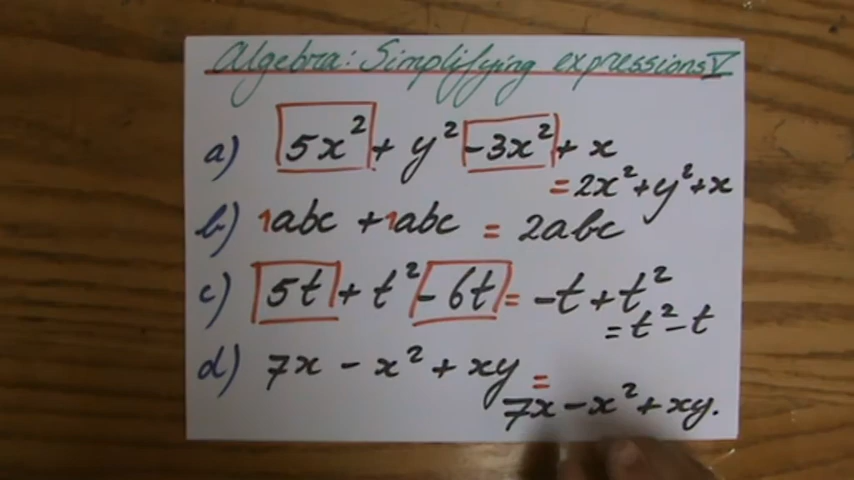 Algebra: Simplifying expressions V
a) 5x² + y² - 3x² + x
= 2x² + y² + x
b) 1abc + 1abc = 2abc
c) 5t + t² - 6t = -t + t²
= t² - t
d) 7x - x² + xy =
7x - x² + xy.